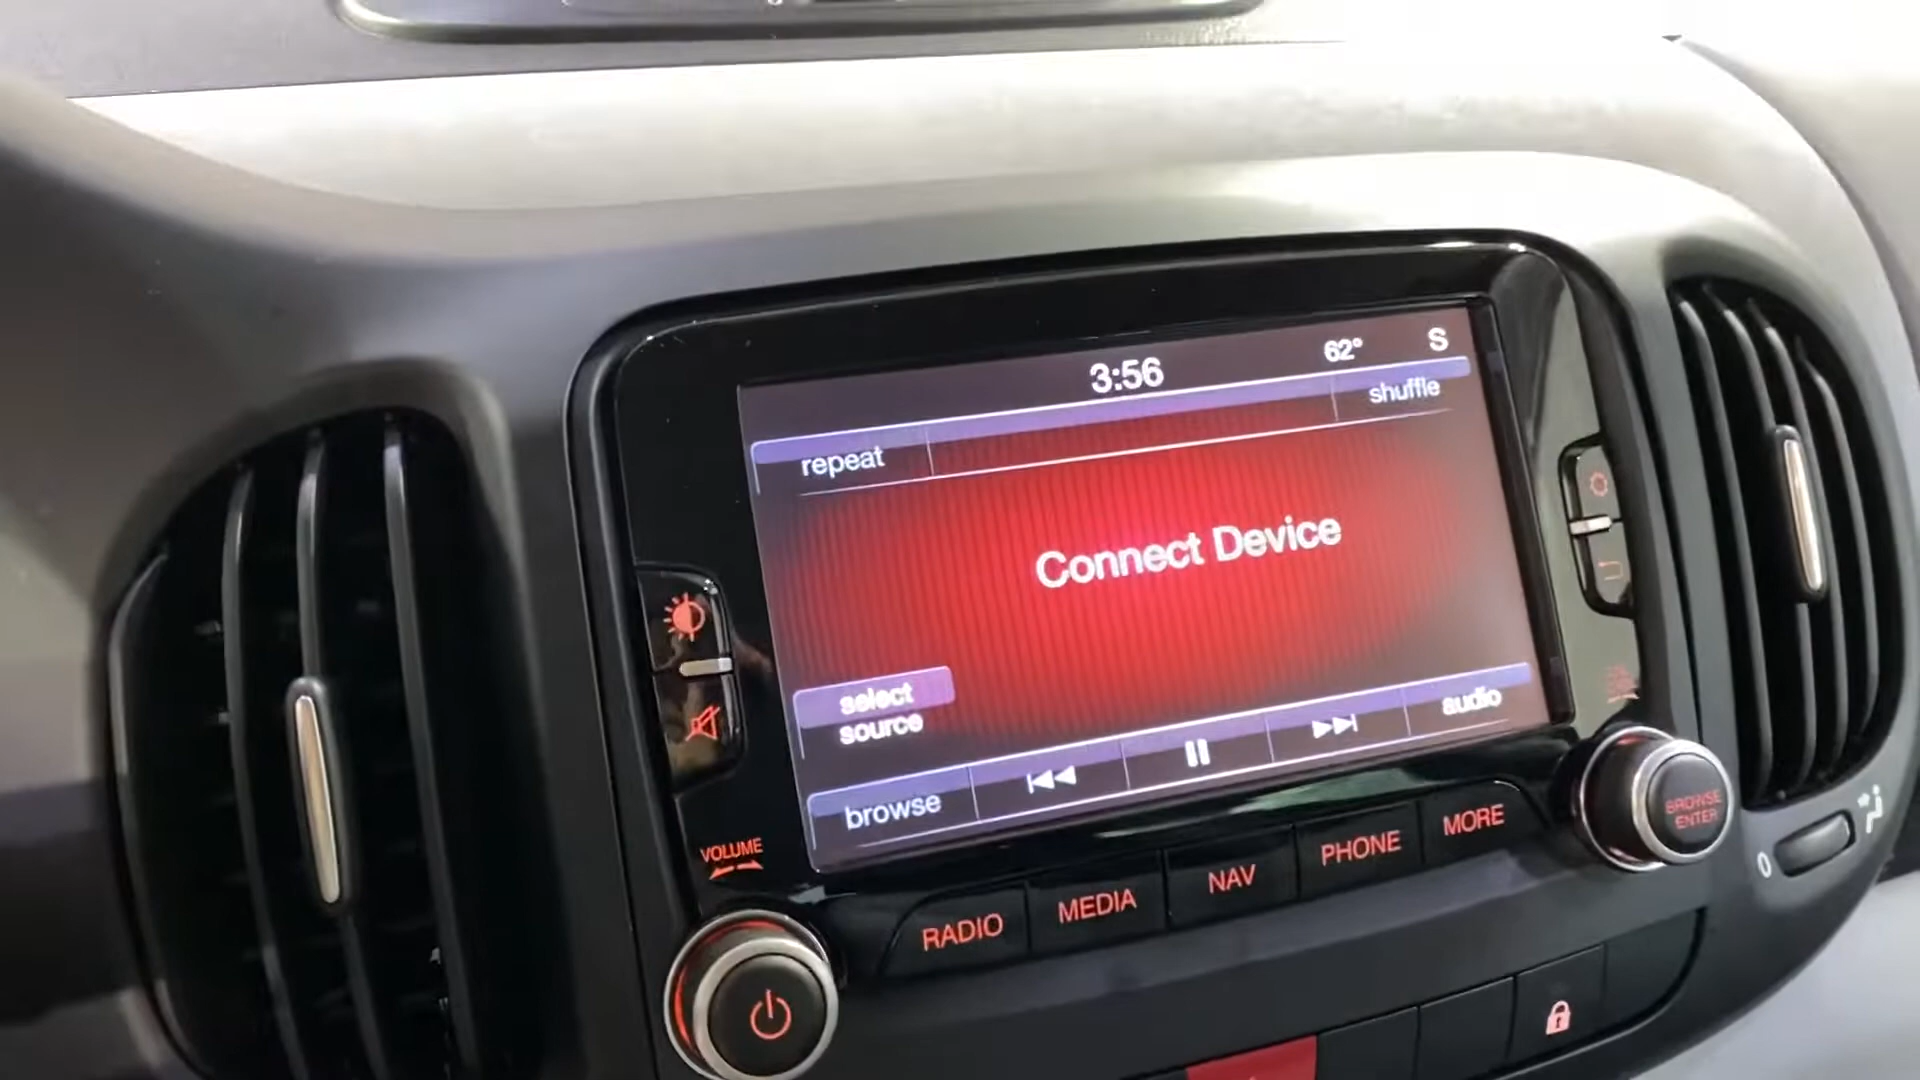 3:56
62°
S
repeat
shuffle
Connect Device
select
source
browse
audio
VOLUME
RADIO
MEDIA
NAV
PHONE
MORE
BROWSE
ENTER
0